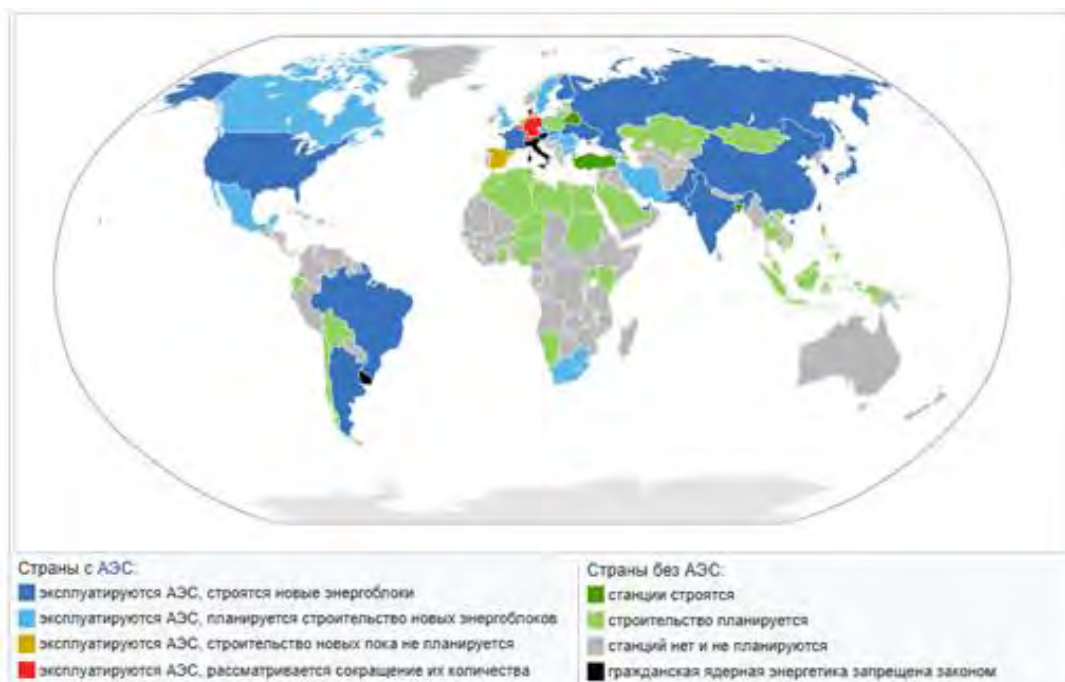 Страны с АЭС:
эксплуатируются АЭС, строятся новые энергоблоки
эксплуатируются АЭС, планируется строительство новых энергоблоков
эксплуатируются АЭС, строительство новых пока не планируется
эксплуатируются АЭС, рассматривается сокращение их количества
Страны без АЭС:
станции строятся
строительство планируется
станций нет и не планируются
гражданская ядерная энергетика запрещена законом